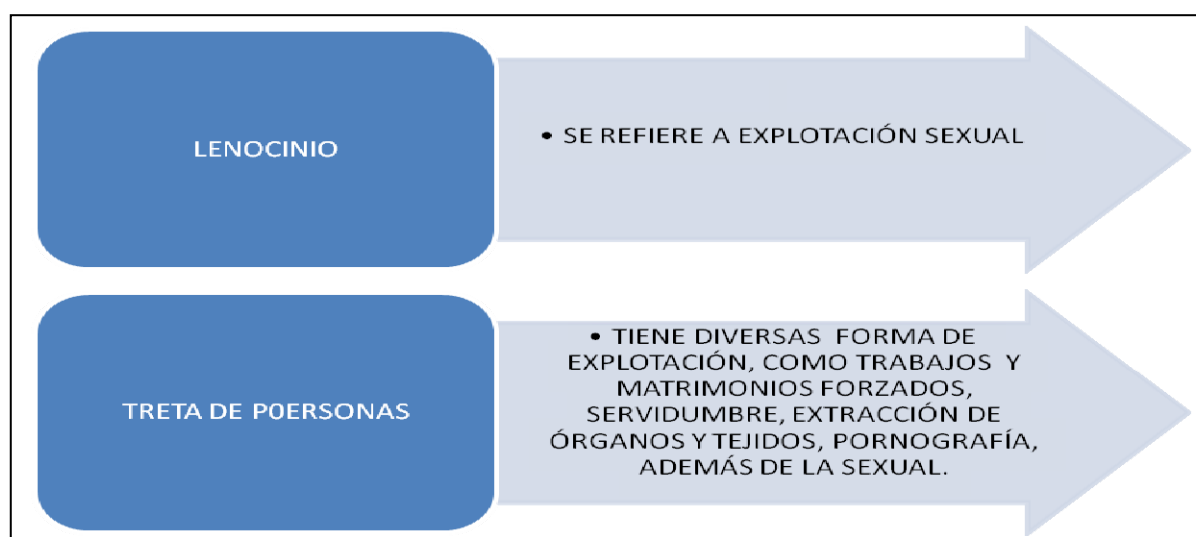 LENOCINIO
• SE REFIERE A EXPLOTACIÓN SEXUAL
TRETA DE P0ERSONAS
• TIENE DIVERSAS FORMA DE
EXPLOTACIÓN, COMO TRABAJOS Y
MATRIMONIOS FORZADOS,
SERVIDUMBRE, EXTRACCIÓN DE
ÓRGANOS Y TEJIDOS, PORNOGRAFÍA,
ADEMÁS DE LA SEXUAL.